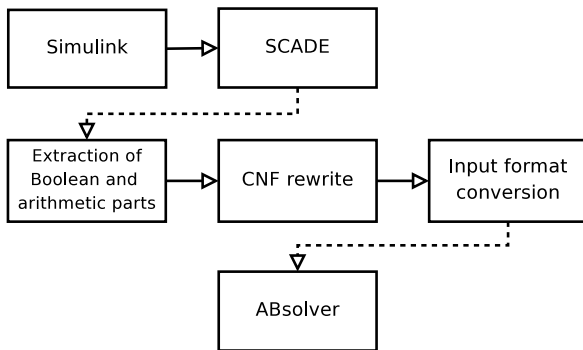 Simulink
SCADE
Extraction of
Boolean and
arithmetic parts
CNF rewrite
Input format
conversion
ABsolver